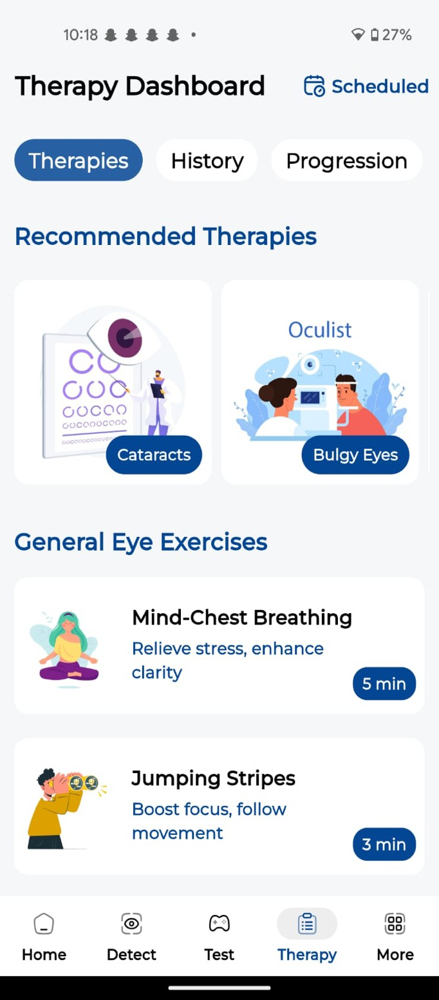 10:18
27%
Therapy Dashboard
Scheduled
Therapies
History
Progression
Recommended Therapies
Cataracts
Oculist
Bulgy Eyes
General Eye Exercises
Mind-Chest Breathing
Relieve stress, enhance
clarity
5 min
Jumping Stripes
Boost focus, follow
movement
3 min
Home
Detect
Test
Therapy
More